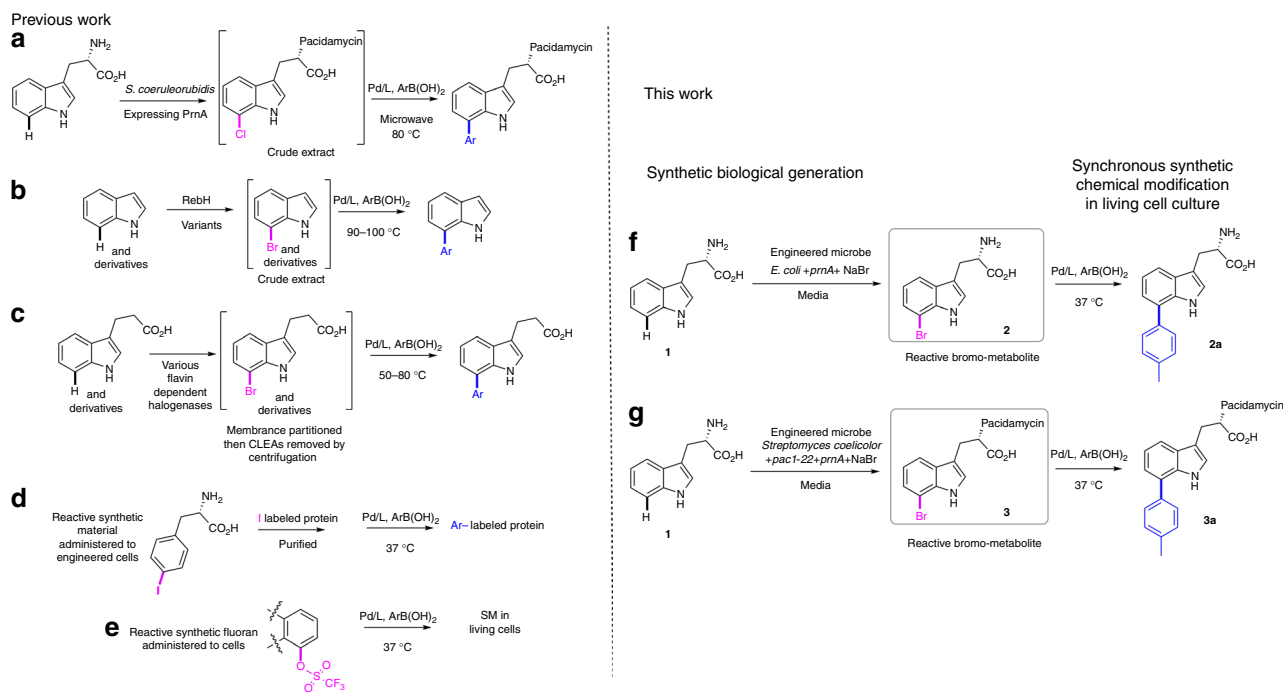 Previous work
a
NH2
CO2H
N
H
H
S. coeruleorubidis
Expressing PrnA
Pacidamycin
CO2H
N
H
Cl
Crude extract
Pd/L, ArB(OH)2
Microwave
80 °C
Pacidamycin
CO2H
N
H
Ar
b
N
H
H
and
derivatives
RebH
Variants
N
H
Br
and
derivatives
Crude extract
Pd/L, ArB(OH)2
90–100 °C
N
H
Ar
c
CO2H
N
H
H
and
derivatives
Various
flavin
dependent
halogenases
CO2H
N
H
Br
and
derivatives
Membrance partitioned
then CLEAs removed by
centrifugation
Pd/L, ArB(OH)2
50–80 °C
CO2H
N
H
Ar
d
Reactive synthetic
material
administered to
engineered cells
NH2
CO2H
I
I labeled protein
Purified
Pd/L, ArB(OH)2
37 °C
Ar– labeled protein
e
Reactive synthetic fluoran
administered to cells
O
S
O
O
CF3
Pd/L, ArB(OH)2
37 °C
SM in
living cells
This work
Synthetic biological generation
Synchronous synthetic
chemical modification
in living cell culture
f
NH2
CO2H
N
H
H
1
Engineered microbe
E. coli +prnA+ NaBr
Media
NH2
CO2H
N
H
Br
2
Reactive bromo-metabolite
Pd/L, ArB(OH)2
37 °C
NH2
CO2H
N
H
2a
g
NH2
CO2H
N
H
H
1
Engineered microbe
Streptomyces coelicolor
+pac1-22+prnA+NaBr
Media
Pacidamycin
CO2H
N
H
Br
3
Reactive bromo-metabolite
Pd/L, ArB(OH)2
37 °C
Pacidamycin
CO2H
N
H
3a